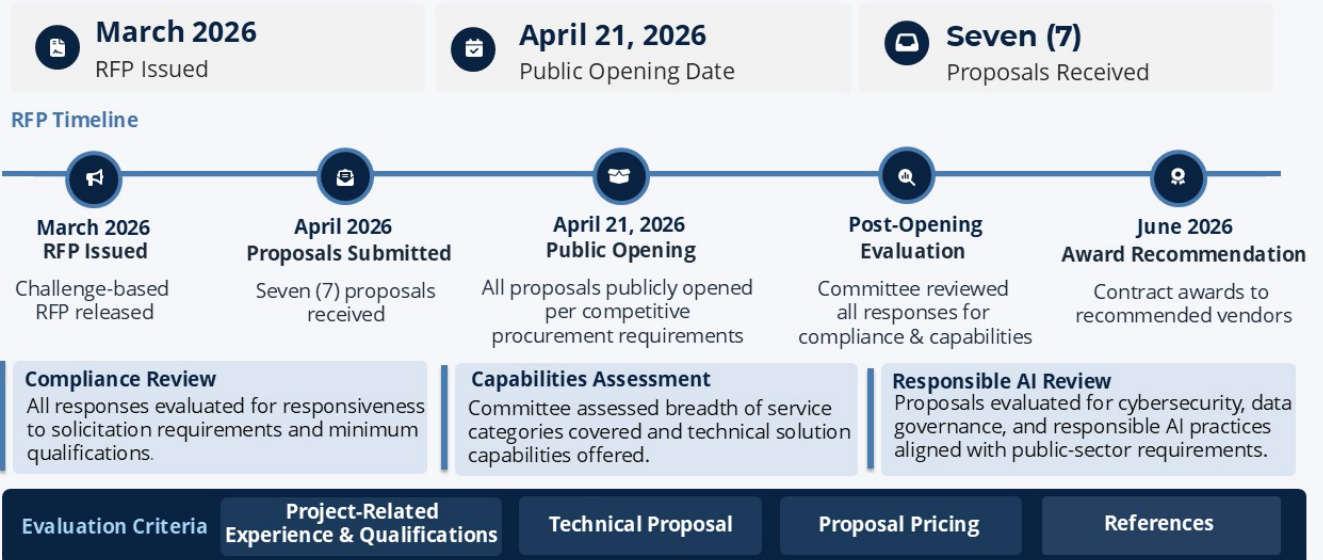 March 2026
RFP Issued
April 21, 2026
Public Opening Date
Seven (7)
Proposals Received
RFP Timeline
March 2026
RFP Issued
Challenge-based
RFP released
April 2026
Proposals Submitted
Seven (7) proposals
received
April 21, 2026
Public Opening
All proposals publicly opened
per competitive
procurement requirements
Post-Opening
Evaluation
Committee reviewed
all responses for
compliance & capabilities
June 2026
Award Recommendation
Contract awards to
recommended vendors
Compliance Review
All responses evaluated for responsiveness
to solicitation requirements and minimum
qualifications.
Capabilities Assessment
Committee assessed breadth of service
categories covered and technical solution
capabilities offered.
Responsible AI Review
Proposals evaluated for cybersecurity, data
governance, and responsible AI practices
aligned with public-sector requirements.
Evaluation Criteria
Project-Related
Experience & Qualifications
Technical Proposal
Proposal Pricing
References